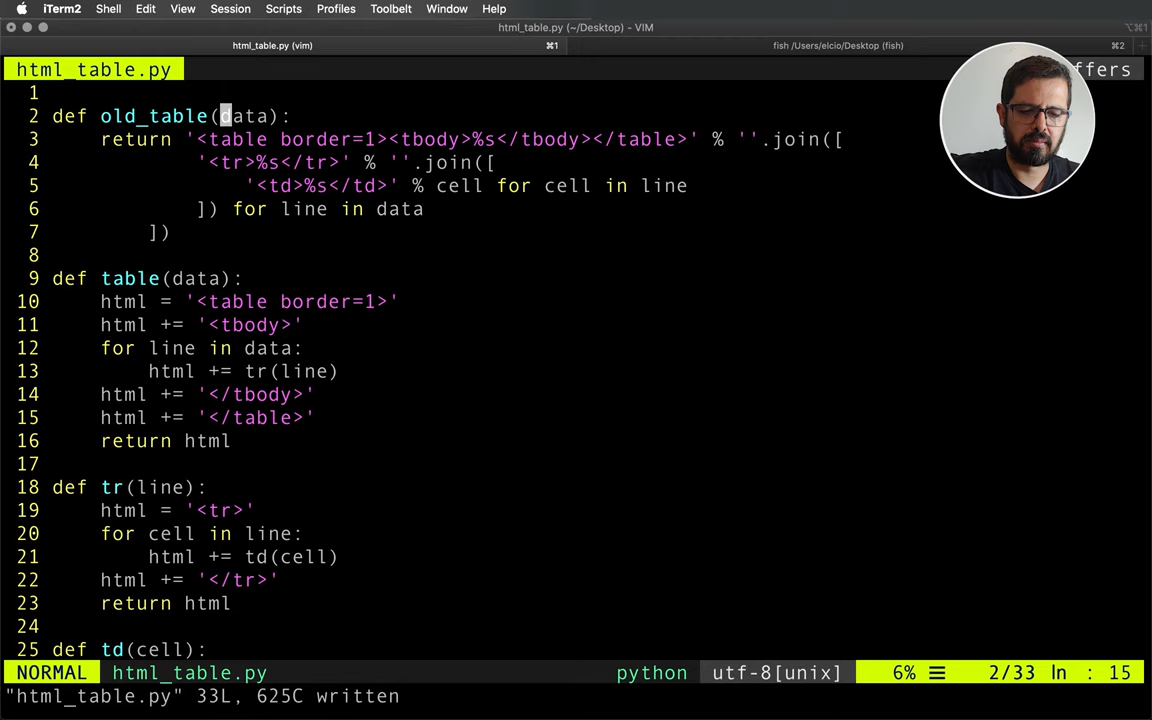 iTerm2 Shell Edit View Session Scripts Profiles Toolbelt Window Help
html_table.py (~/Desktop) - VIM ⌥⌘1
html_table.py (vim) ⌘1 fish /Users/elcio/Desktop (fish) ⌘2
html_table.py ffers
1
2 def old_table(data):
3     return '<table border=1><tbody>%s</tbody></table>' % ''.join([
4             '<tr>%s</tr>' % ''.join([
5                 '<td>%s</td>' % cell for cell in line
6             ]) for line in data
7         ])
8
9 def table(data):
10     html = '<table border=1>'
11     html += '<tbody>'
12     for line in data:
13         html += tr(line)
14     html += '</tbody>'
15     html += '</table>'
16     return html
17
18 def tr(line):
19     html = '<tr>'
20     for cell in line:
21         html += td(cell)
22     html += '</tr>'
23     return html
24
25 def td(cell):
NORMAL html_table.py python utf-8[unix] 6% ☰ 2/33 ln : 15
"html_table.py" 33L, 625C written